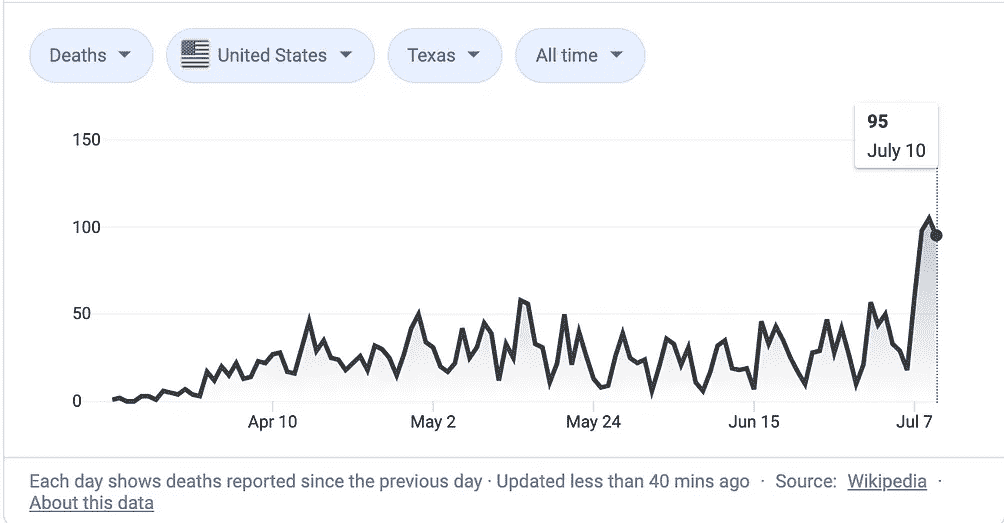 Deaths United States Texas All time
95
July 10
150
100
50
0
Apr 10 May 2 May 24 Jun 15 Jul 7
Each day shows deaths reported since the previous day · Updated less than 40 mins ago · Source: Wikipedia ·
About this data